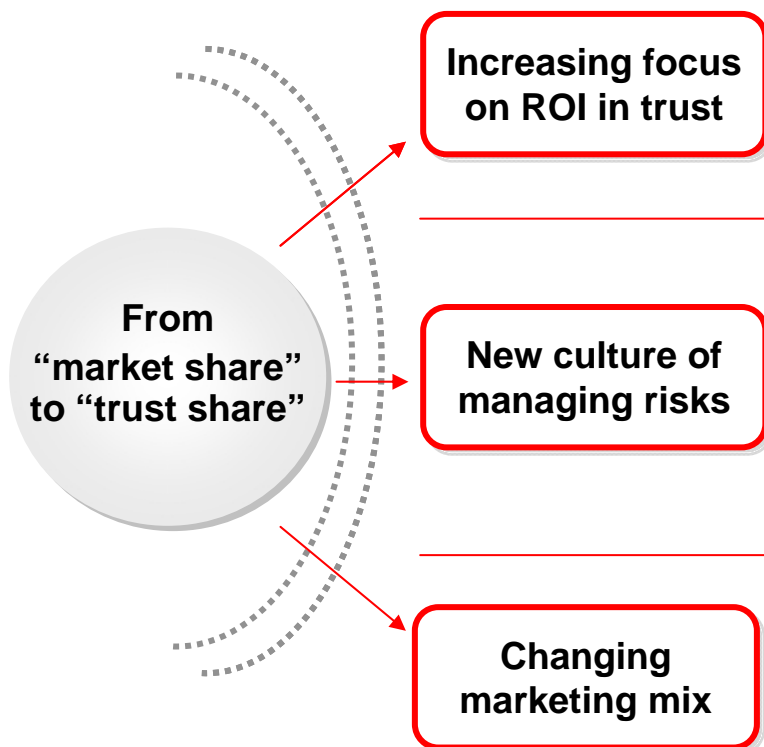 From
“market share”
to “trust share”
Increasing focus
on ROI in trust
New culture of
managing risks
Changing
marketing mix